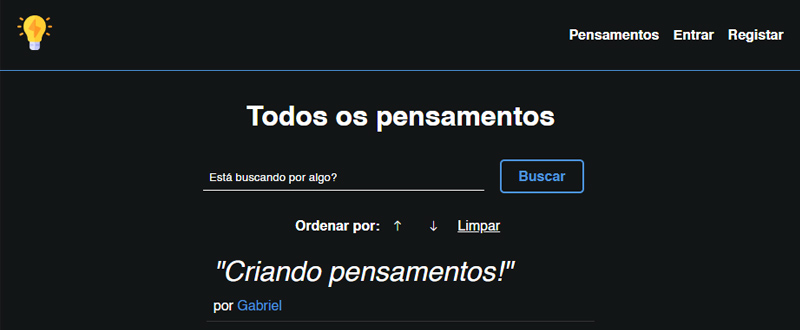 Pensamentos Entrar Registar
Todos os pensamentos
Está buscando por algo? Buscar
Ordenar por: ↑ ↓ Limpar
"Criando pensamentos!"
por Gabriel